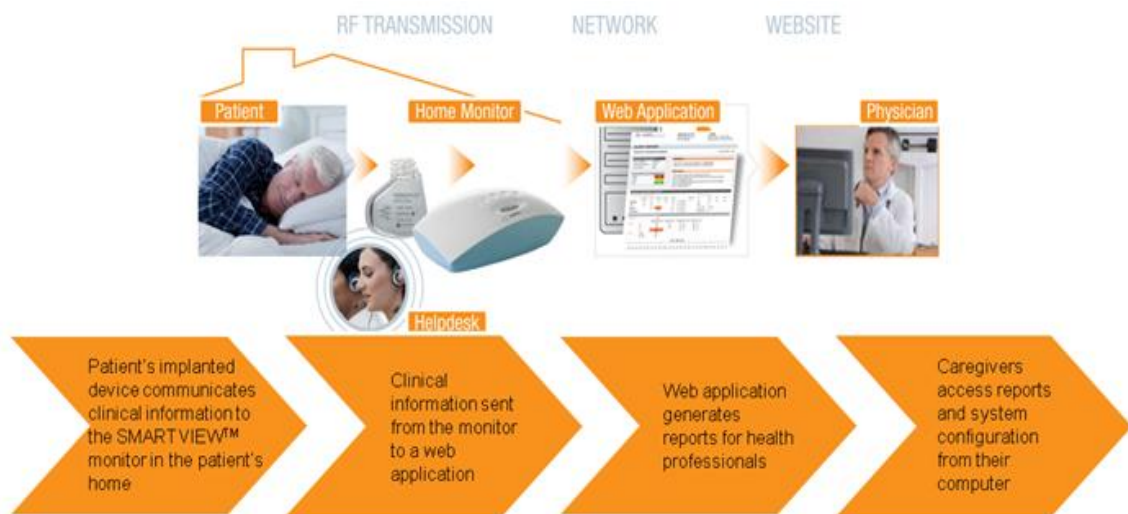 RF TRANSMISSION
NETWORK
WEBSITE
Patient
Home Monitor
Web Application
Physician
Helpdesk
Patient's implanted
device communicates
clinical information to
the SMARTVIEW™
monitor in the patient's
home
Clinical
information sent
from the monitor
to a web
application
Web application
generates
reports for health
professionals
Caregivers
access reports
and system
configuration
from their
computer